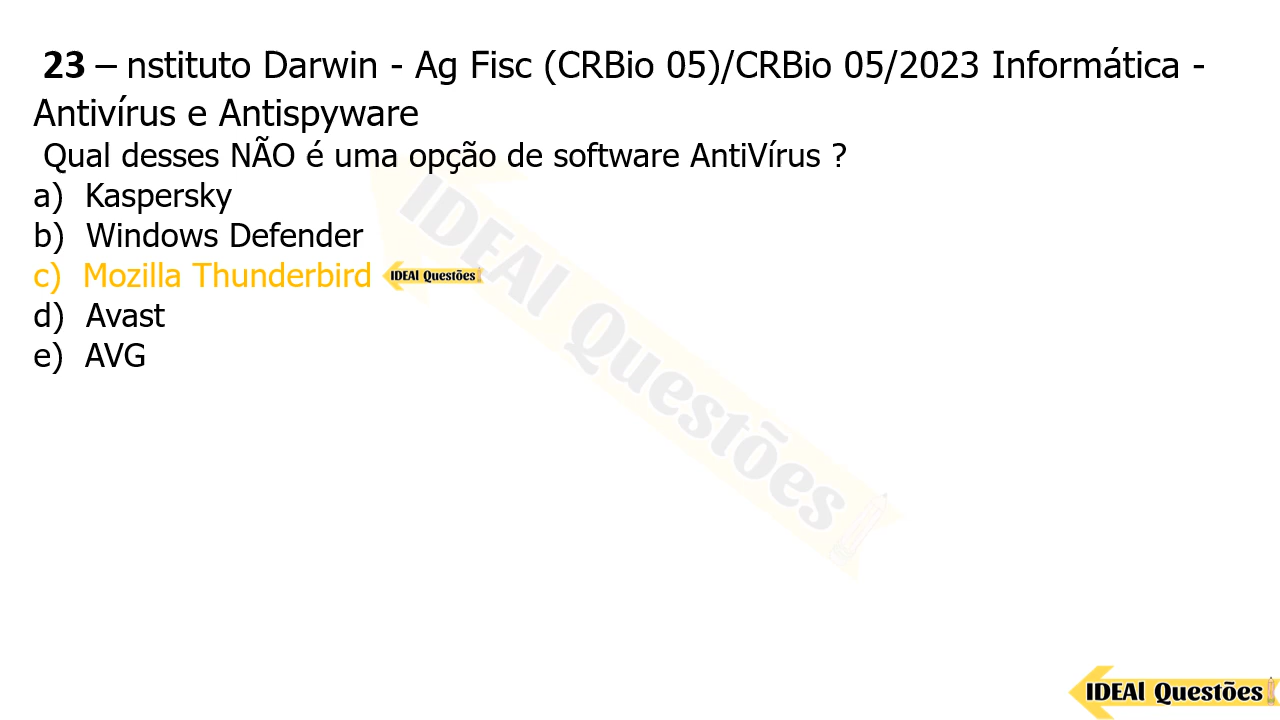 23 – nstituto Darwin - Ag Fisc (CRBio 05)/CRBio 05/2023 Informática -
Antivírus e Antispyware
Qual desses NÃO é uma opção de software AntiVírus ?
a) Kaspersky
b) Windows Defender
c) Mozilla Thunderbird IDEAl Questões
d) Avast
e) AVG
IDEAl Questões
IDEAl Questões